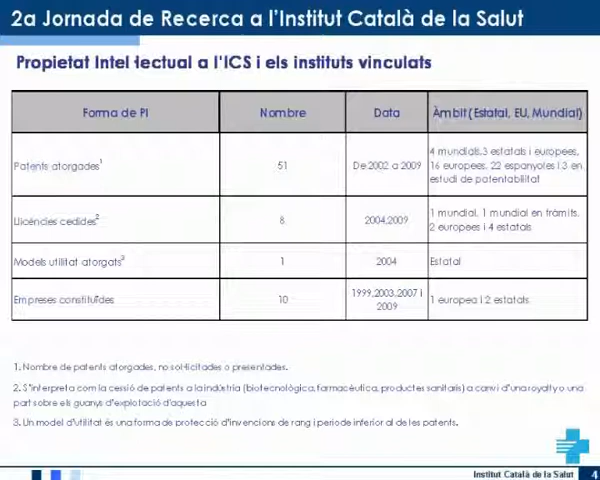 2a Jornada de Recerca a l'Institut Català de la Salut
Propietat Intel·lectual a l'ICS i els instituts vinculats
Forma de PI
Nombre
Data
Àmbit (Estatal, EU, Mundial)
Patents atorgades1
51
De 2002 a 2009
4 mundials,3 estatals i europees,
16 europees, 22 espanyoles i 3 en
estudi de patentabilitat
Llicències cedides2
8
2004,2009
1 mundial, 1 mundial en tràmits,
2 europees i 4 estatals
Models utilitat atorgats3
1
2004
Estatal
Empreses constituïdes
10
1999,2003,2007 i
2009
1 europea i 2 estatals
1. Nombre de patents atorgades, no sol·licitades o presentades.
2. S'interpreta com la cessió de patents a la indústria (biotecnològica, farmacèutica, productes sanitaris) a canvi d'una royalty o una
part sobre els guanys d'explotació d'aquesta
3. Un model d'utilitat és una forma de protecció d'invencions de rang i període inferior al de les patents.
Institut Català de la Salut
4